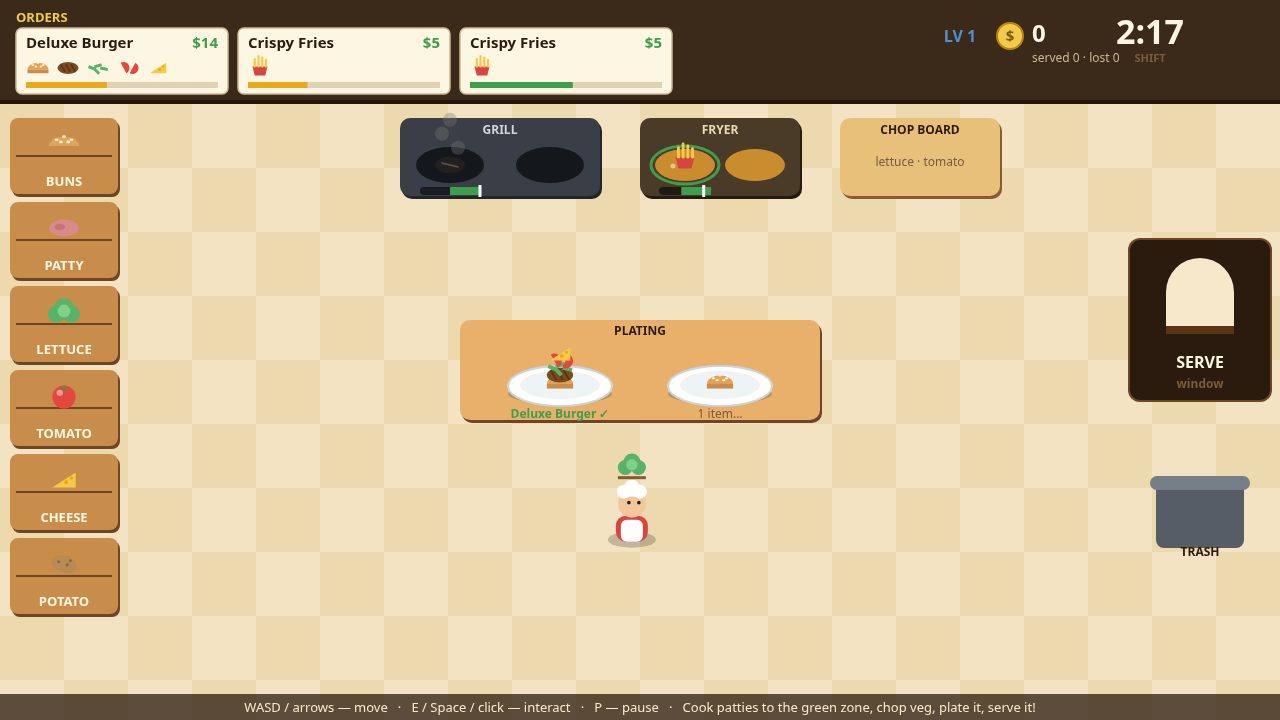 ORDERS
Deluxe Burger $14
Crispy Fries $5
Crispy Fries $5
LV 1
$ 0
served 0 · lost 0
2:17
SHIFT
BUNS
PATTY
LETTUCE
TOMATO
CHEESE
POTATO
GRILL
FRYER
CHOP BOARD
lettuce · tomato
PLATING
Deluxe Burger ✓
1 item...
SERVE
window
TRASH
WASD / arrows — move · E / Space / click — interact · P — pause · Cook patties to the green zone, chop veg, plate it, serve it!